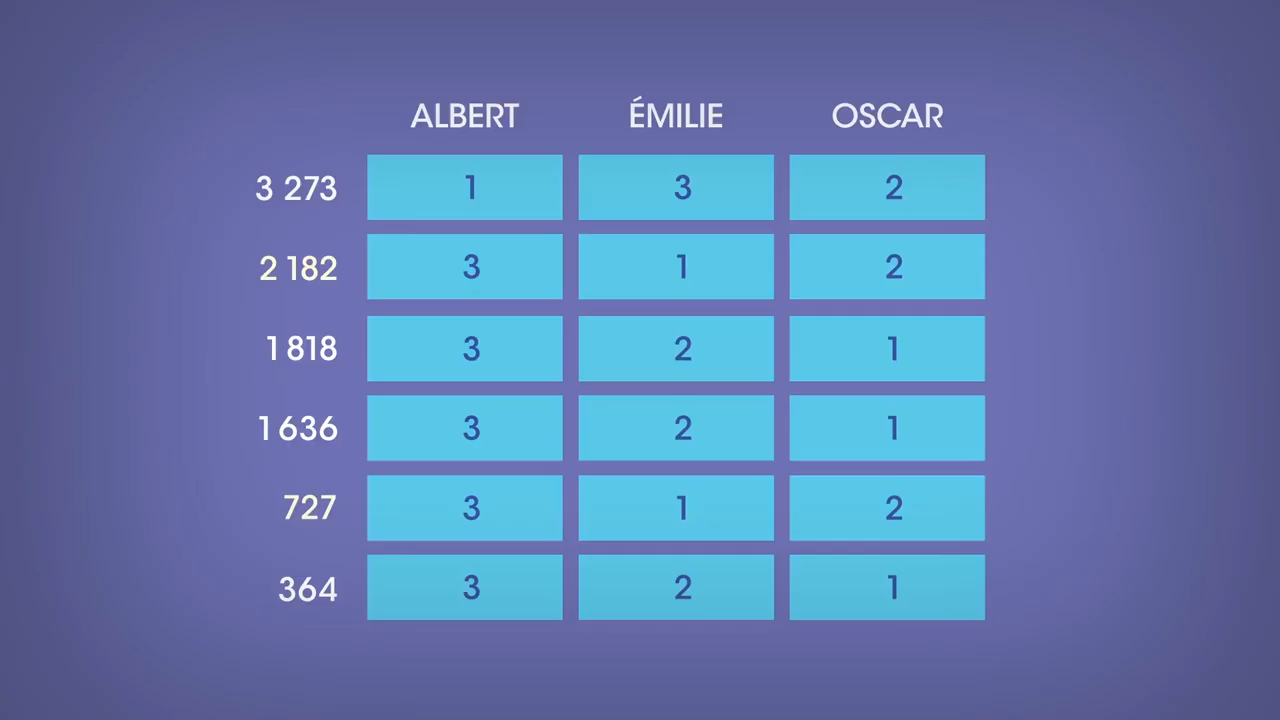 ALBERT ÉMILIE OSCAR
3 273 1 3 2
2 182 3 1 2
1 818 3 2 1
1 636 3 2 1
727 3 1 2
364 3 2 1